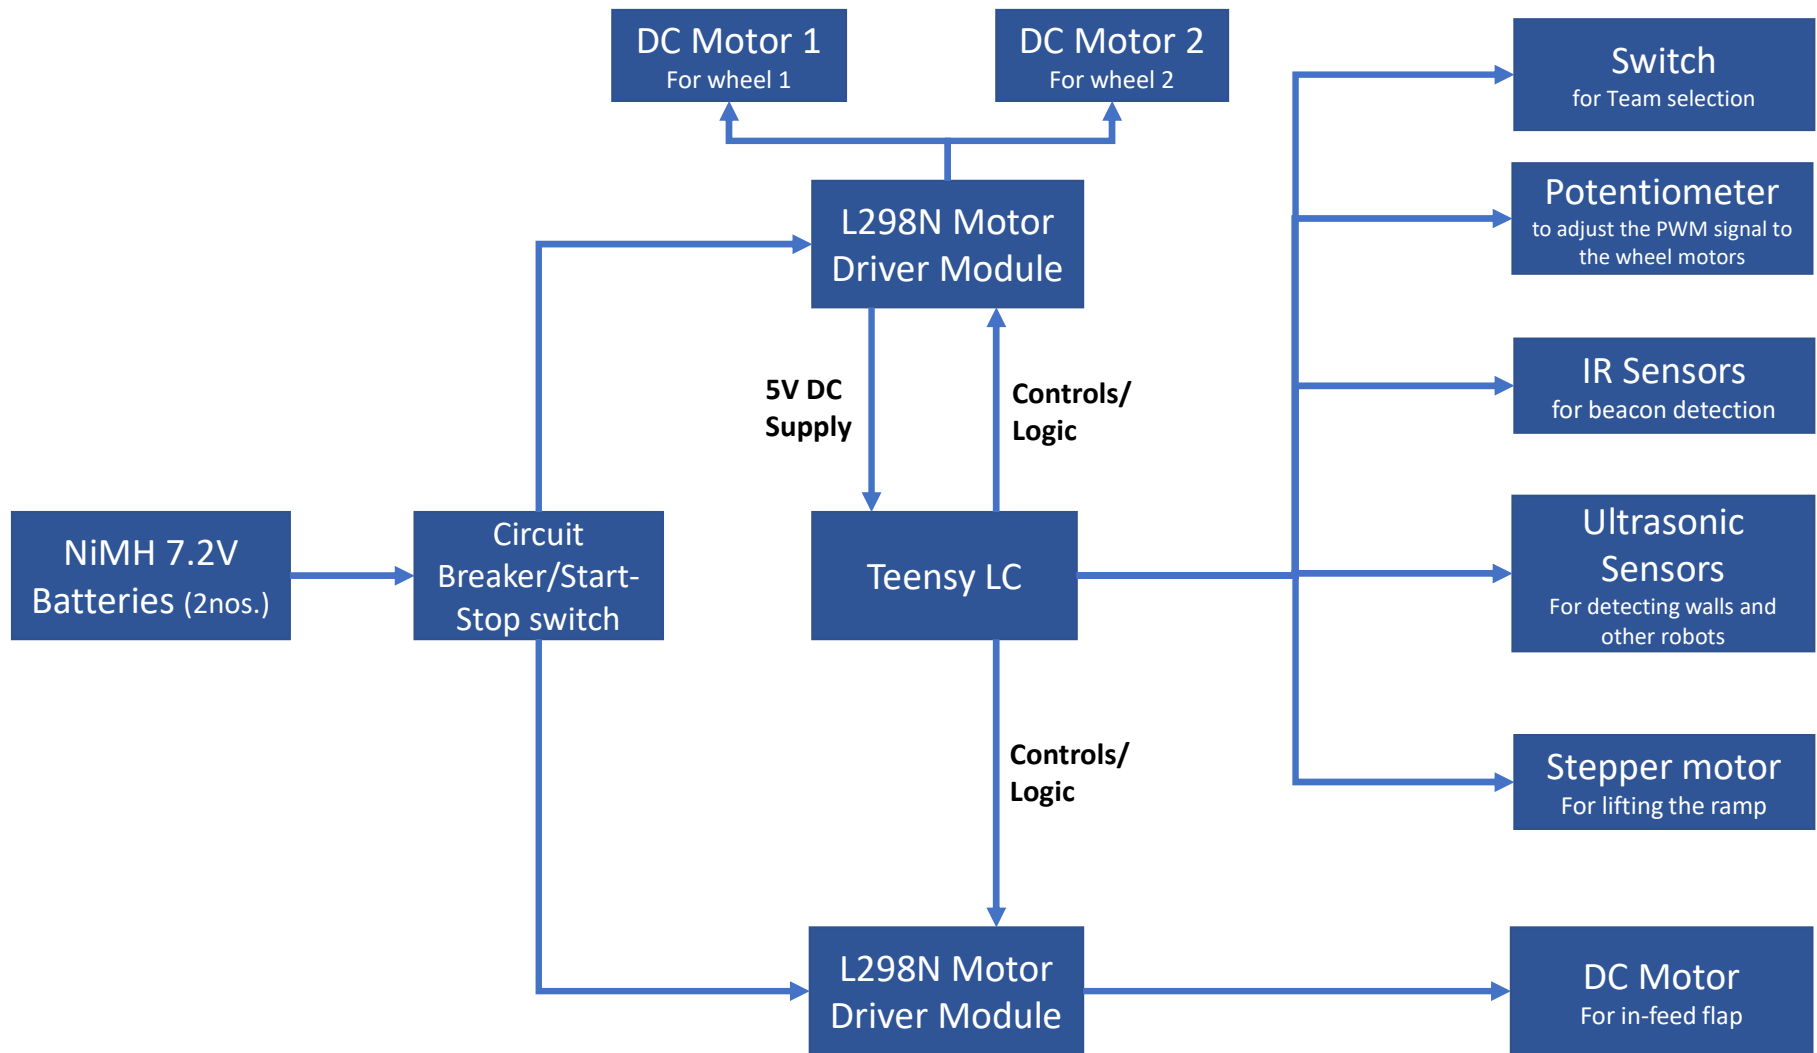 DC Motor 1
For wheel 1
DC Motor 2
For wheel 2
Switch
for Team selection
L298N Motor
Driver Module
Potentiometer
to adjust the PWM signal to
the wheel motors
5V DC
Supply
Controls/
Logic
IR Sensors
for beacon detection
NiMH 7.2V
Batteries (2nos.)
Circuit
Breaker/Start-
Stop switch
Teensy LC
Ultrasonic
Sensors
For detecting walls and
other robots
Controls/
Logic
Stepper motor
For lifting the ramp
L298N Motor
Driver Module
DC Motor
For in-feed flap